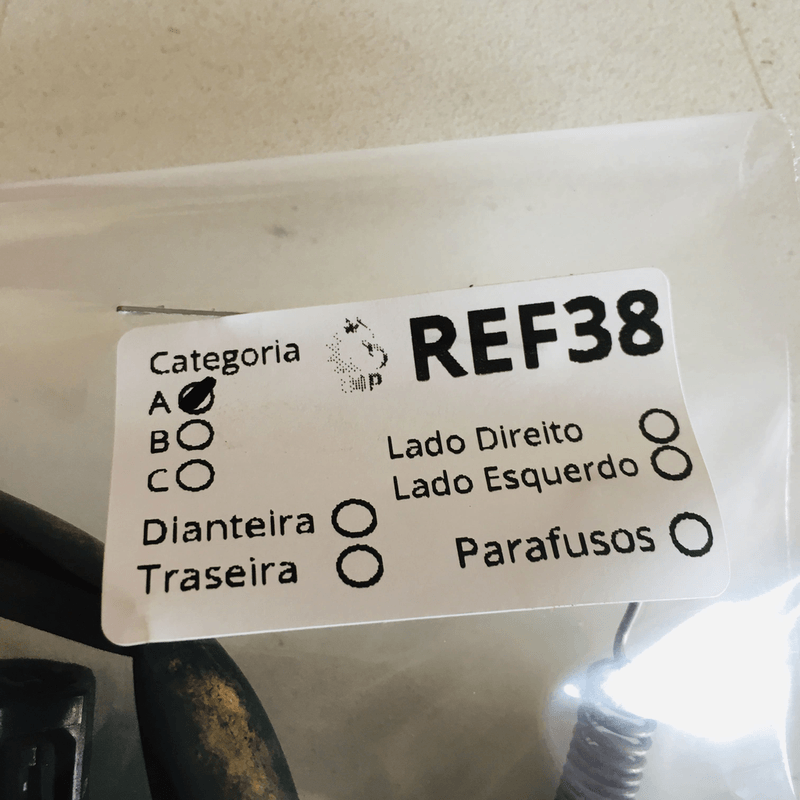 Categoria
REF38
A
B
C
Lado Direito
Lado Esquerdo
Dianteira
Traseira
Parafusos